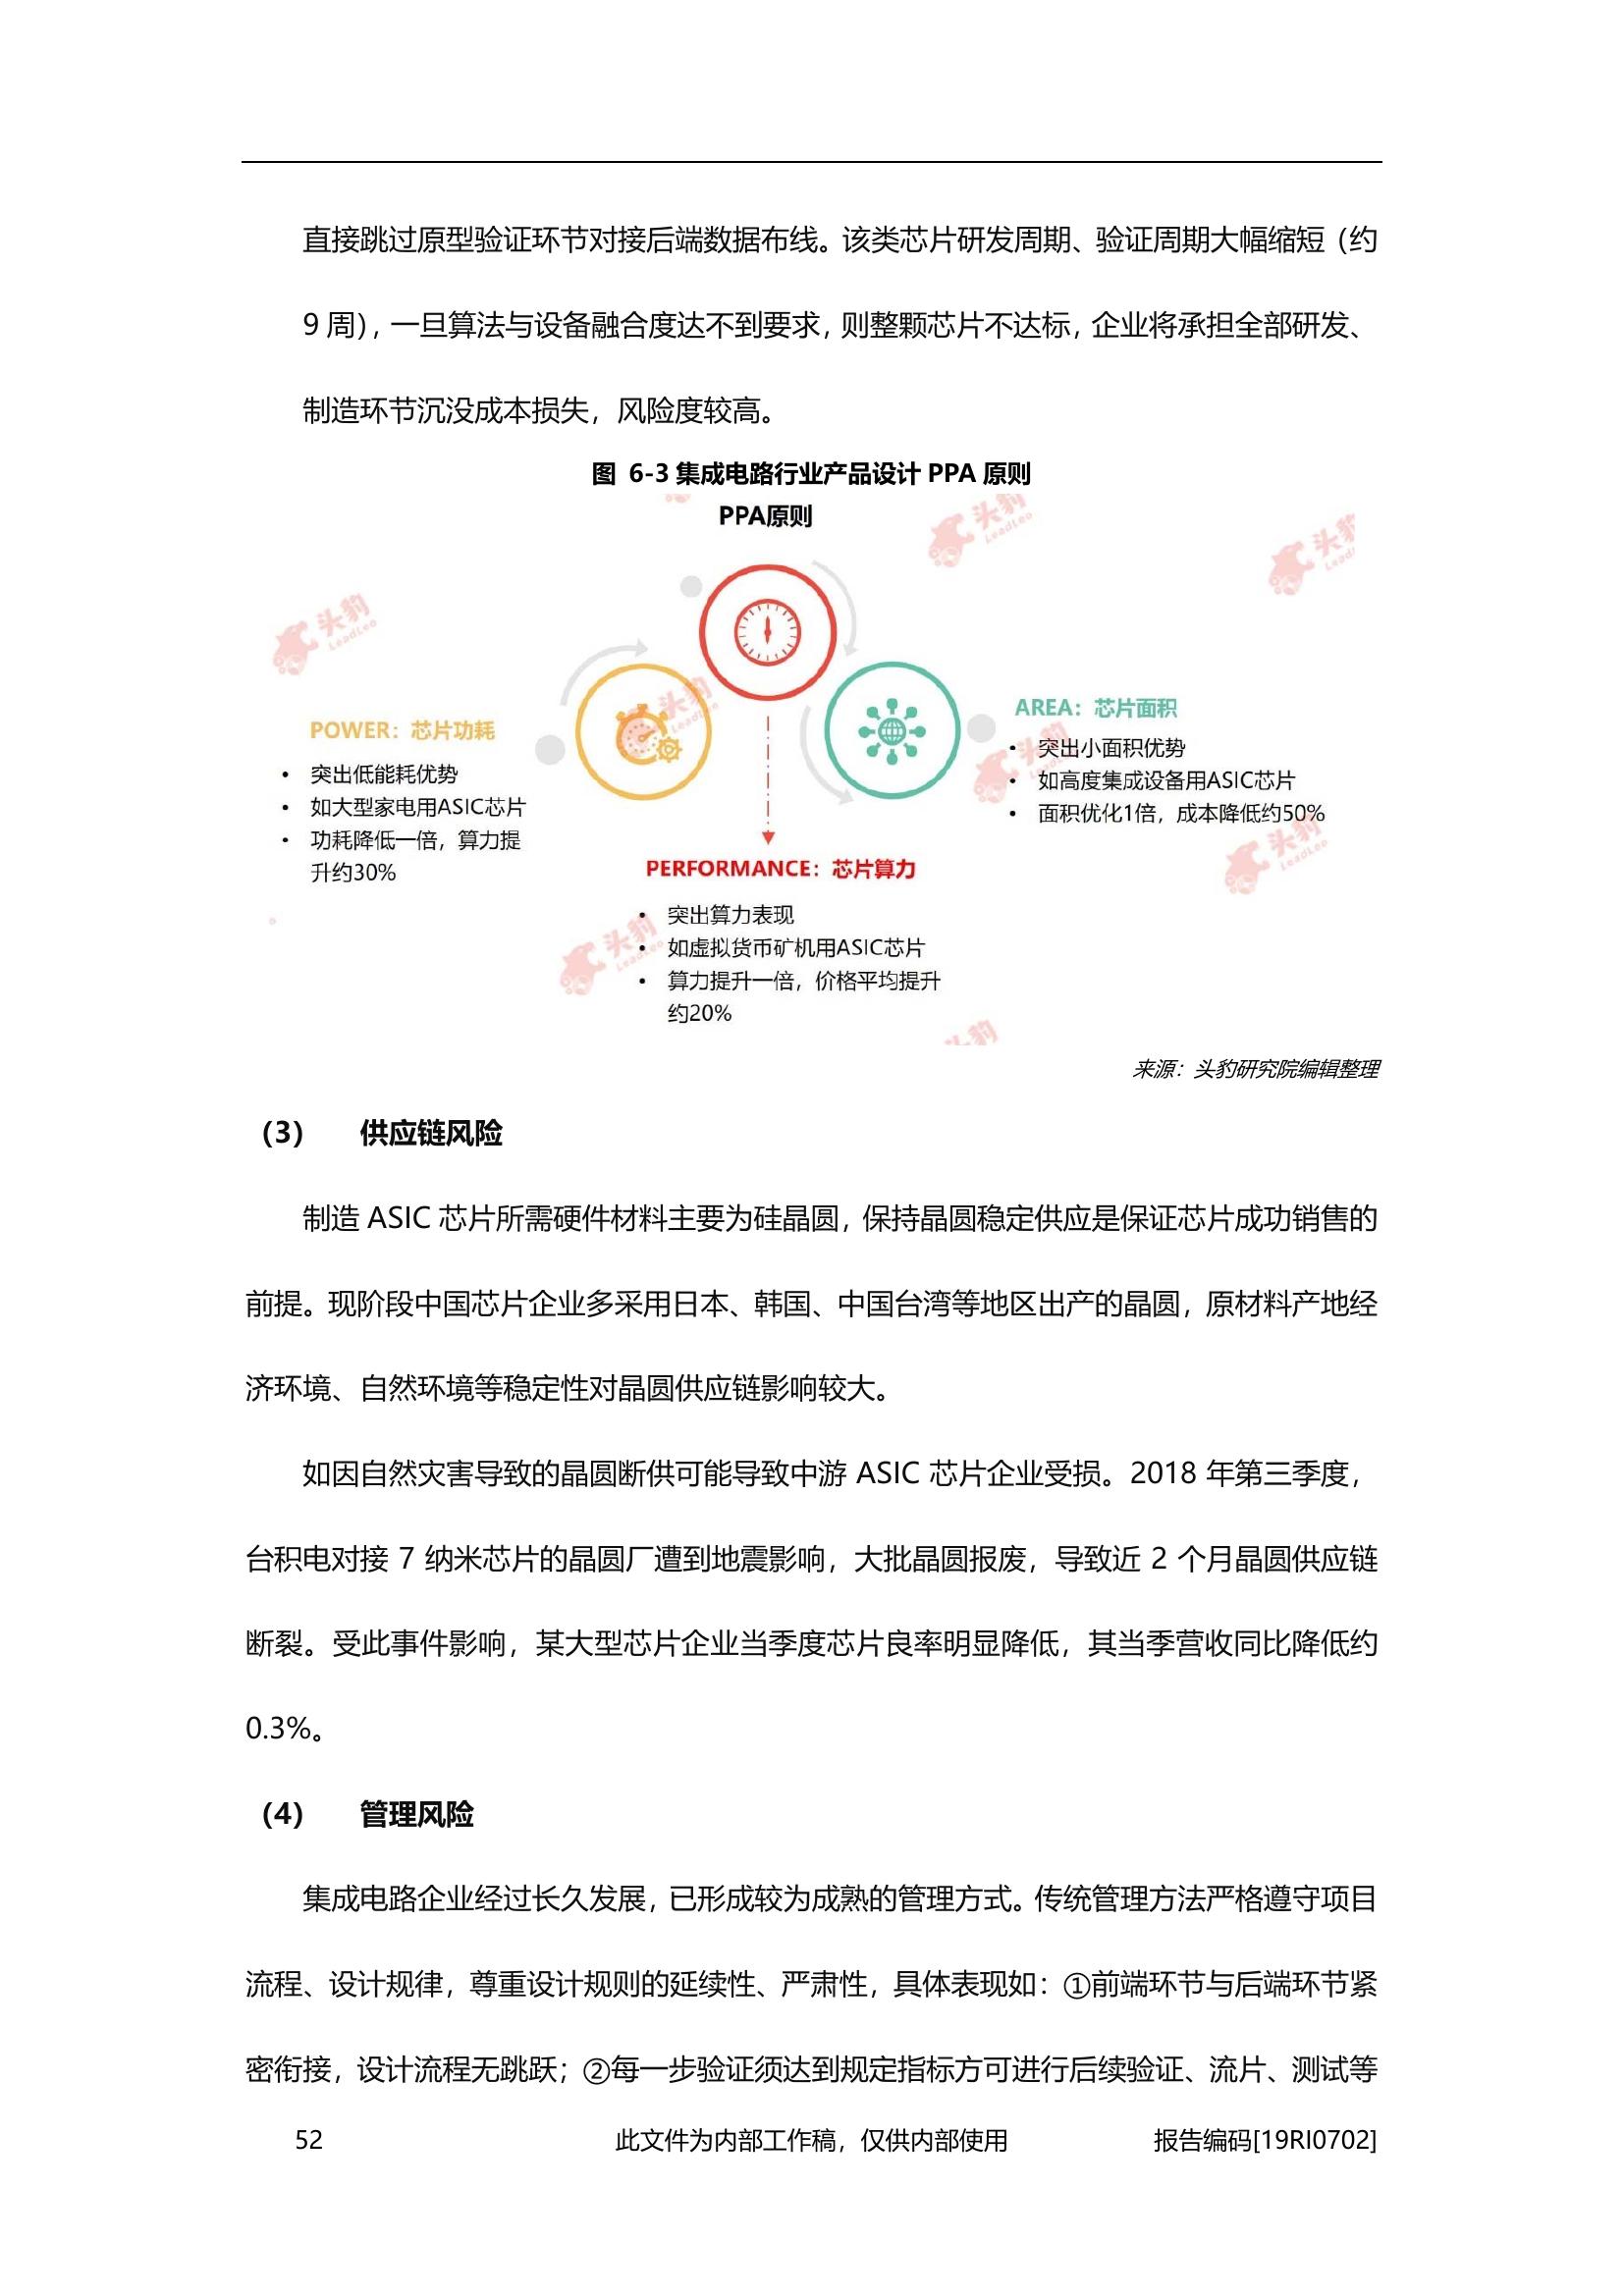 直接跳过原型验证环节对接后端数据布线。该类芯片研发周期、验证周期大幅缩短（约
9 周），一旦算法与设备融合度达不到要求，则整颗芯片不达标，企业将承担全部研发、
制造环节沉没成本损失，风险度较高。
图 6-3 集成电路行业产品设计 PPA 原则
PPA原则
POWER：芯片功耗
• 突出低能耗优势
• 如大型家电用ASIC芯片
• 功耗降低一倍，算力提
升约30%
PERFORMANCE：芯片算力
• 突出算力表现
• 如虚拟货币矿机用ASIC芯片
• 算力提升一倍，价格平均提升
约20%
AREA：芯片面积
• 突出小面积优势
• 如高度集成设备用ASIC芯片
• 面积优化1倍，成本降低约50%
头豹
LeadLeo
头豹
LeadLeo
头豹
LeadLeo
头豹
LeadLeo
头豹
LeadLeo
头豹
来源：头豹研究院编辑整理
（3） 供应链风险
制造 ASIC 芯片所需硬件材料主要为硅晶圆，保持晶圆稳定供应是保证芯片成功销售的
前提。现阶段中国芯片企业多采用日本、韩国、中国台湾等地区出产的晶圆，原材料产地经
济环境、自然环境等稳定性对晶圆供应链影响较大。
如因自然灾害导致的晶圆断供可能导致中游 ASIC 芯片企业受损。2018 年第三季度，
台积电对接 7 纳米芯片的晶圆厂遭到地震影响，大批晶圆报废，导致近 2 个月晶圆供应链
断裂。受此事件影响，某大型芯片企业当季度芯片良率明显降低，其当季营收同比降低约
0.3%。
（4） 管理风险
集成电路企业经过长久发展，已形成较为成熟的管理方式。传统管理方法严格遵守项目
流程、设计规律，尊重设计规则的延续性、严肃性，具体表现如：①前端环节与后端环节紧
密衔接，设计流程无跳跃；②每一步验证须达到规定指标方可进行后续验证、流片、测试等
52 此文件为内部工作稿，仅供内部使用 报告编码[19RI0702]